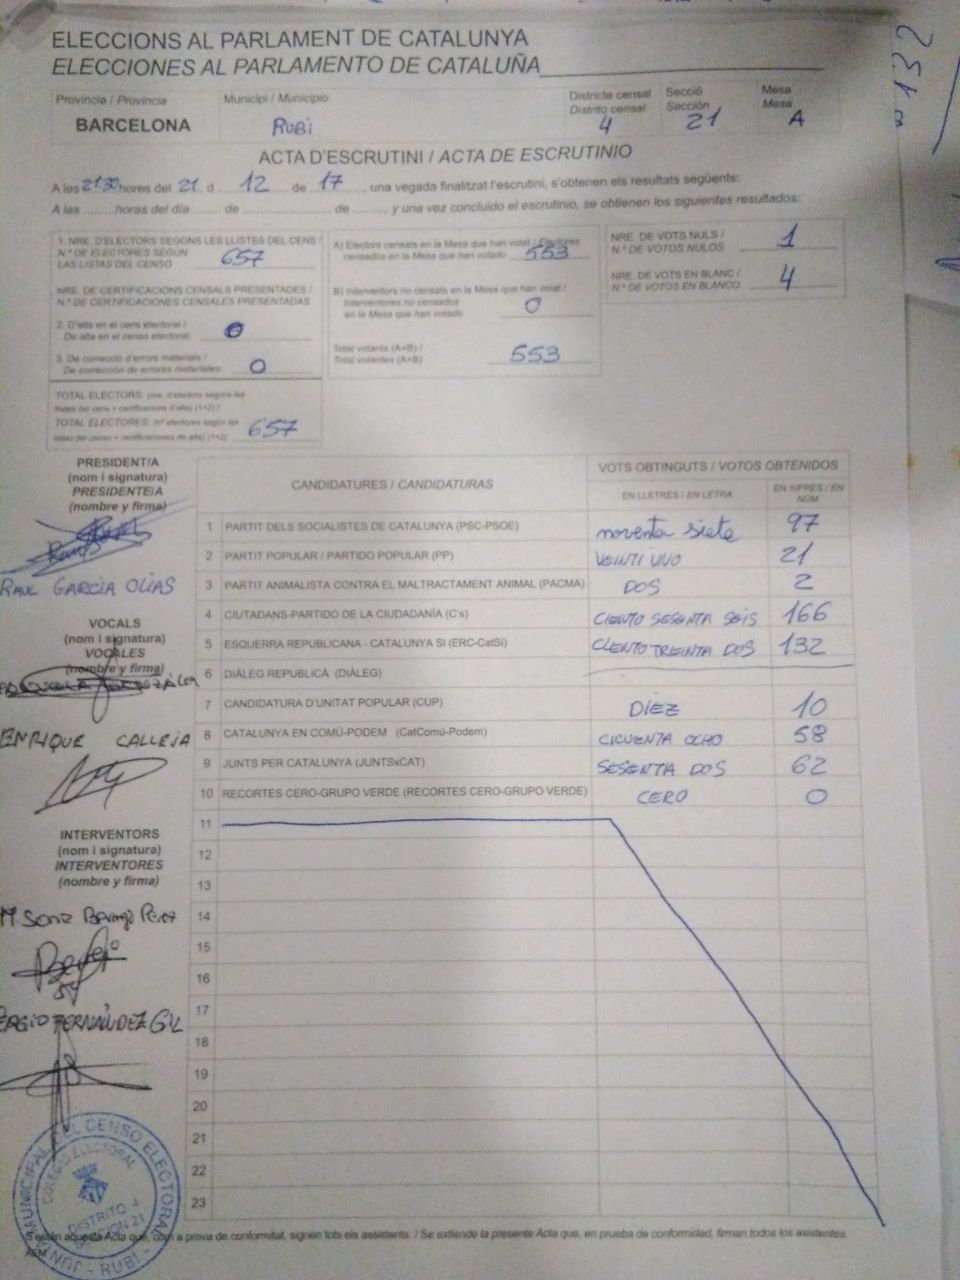 ELECCIONS AL PARLAMENT DE CATALUNYA
ELECCIONES AL PARLAMENTO DE CATALUÑA
Provincia / Provincia
BARCELONA
Municipi / Municipio
RUBÍ
Districte censal
Distrito censal
4
Secció
Sección
21
Mesa
Mesa
A
132
ACTA D'ESCRUTINI / ACTA DE ESCRUTINIO
A les 21:30 hores del 21 d 12 de 17, una vegada finalitzat l'escrutini, s'obtenen els resultats següents:
A las ........horas del día ....... de ....................... de ........, y una vez concluido el escrutinio, se obtienen los siguientes resultados:
1. NRE. D'ELECTORS SEGONS LES LLISTES DEL CENS /
N.º DE ELECTORES SEGÚN
LAS LISTAS DEL CENSO 657
NRE. DE CERTIFICACIONS CENSALS PRESENTADES /
N.º DE CERTIFICACIONES CENSALES PRESENTADAS
2. D'alta en el cens electoral /
De alta en el censo electoral: 0
3. De correcció d'errors materials /
De corrección de errores materiales: 0
TOTAL ELECTORS: (nre. d'electors segons les
llistes del cens + certificacions d'alta) (1+2) /
TOTAL ELECTORES: (nº electores según las
listas del censo + certificaciones de alta) (1+2) 657
A) Electors censats en la Mesa que han votat / Electores
censados en la Mesa que han votado 553
B) Interventors no censats en la Mesa que han votat /
Interventores no censados
en la Mesa que han votado 0
Total votants (A+B) /
Total votantes (A+B) 553
NRE. DE VOTS NULS /
N.º DE VOTOS NULOS 1
NRE. DE VOTS EN BLANC /
N.º DE VOTOS EN BLANCO 4
PRESIDENT/A
(nom i signatura)
PRESIDENTE/A
(nombre y firma)
RAUL GARCIA OLIAS
VOCALS
(nom i signatura)
VOCALES
(nombre y firma)
ENRIQUE CALLEJA
INTERVENTORS
(nom i signatura)
INTERVENTORES
(nombre y firma)
FERNÁNDEZ GIL
CANDIDATURES / CANDIDATURAS
VOTS OBTINGUTS / VOTOS OBTENIDOS
EN LLETRES / EN LETRA
EN XIFRES / EN NÚM.
1 PARTIT DELS SOCIALISTES DE CATALUNYA (PSC-PSOE) noventa siete 97
2 PARTIT POPULAR / PARTIDO POPULAR (PP) VEINTI UNO 21
3 PARTIT ANIMALISTA CONTRA EL MALTRACTAMENT ANIMAL (PACMA) DOS 2
4 CIUTADANS-PARTIDO DE LA CIUDADANÍA (C's) CIENTO SESENTA SEIS 166
5 ESQUERRA REPUBLICANA - CATALUNYA SÍ (ERC-CatSí) CIENTO TREINTA DOS 132
6 DIÀLEG REPUBLICÀ (DIÀLEG)
7 CANDIDATURA D'UNITAT POPULAR (CUP) DIEZ 10
8 CATALUNYA EN COMÚ-PODEM (CatComú-Podem) CICUENTA OCHO 58
9 JUNTS PER CATALUNYA (JUNTSxCAT) SESENTIA DOS 62
10 RECORTES CERO-GRUPO VERDE (RECORTES CERO-GRUPO VERDE) CERO 0
11
12
13
14
15
16
17
18
19
20
21
22
23
JUNTA MUNICIPAL DEL CENSO ELECTORAL - RUBÍ -
COLEGIO ELECTORAL
DISTRITO 4
SECCION 21
S'estén aquesta Acta que, com a prova de conformitat, signen tots els assistents. / Se extiende la presente Acta que, en prueba de conformidad, firman todos los asistentes.